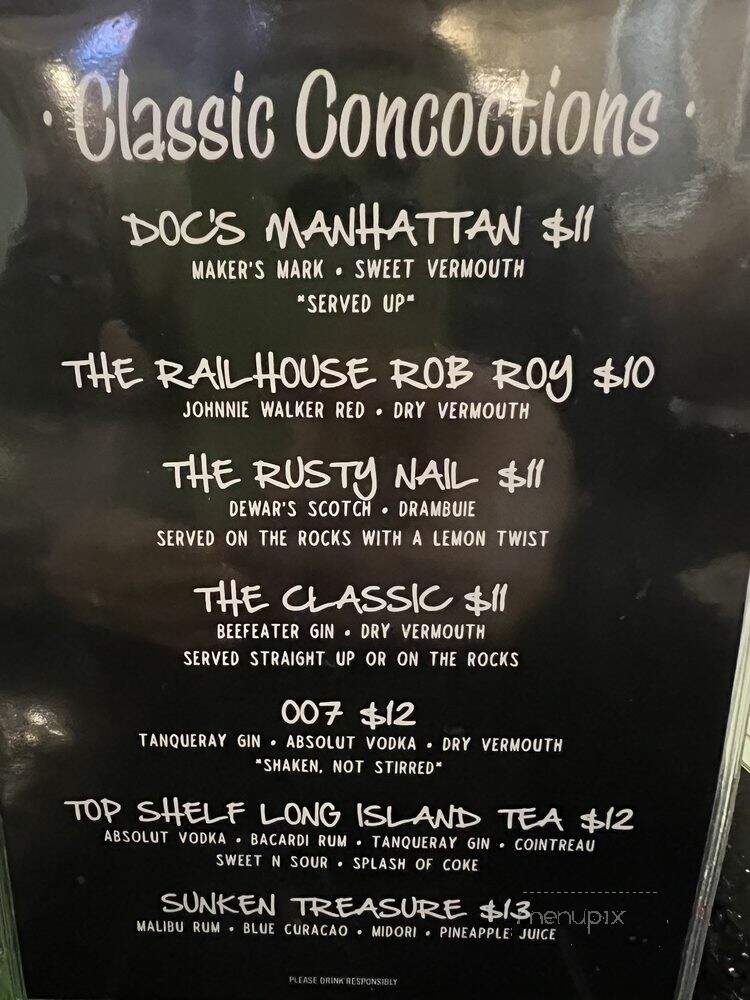 · Classic Concoctions ·
DOC'S MANHATTAN $11
MAKER'S MARK • SWEET VERMOUTH
*SERVED UP*
THE RAILHOUSE ROB ROY $10
JOHNNIE WALKER RED • DRY VERMOUTH
THE RUSTY NAIL $11
DEWAR'S SCOTCH • DRAMBUIE
SERVED ON THE ROCKS WITH A LEMON TWIST
THE CLASSIC $11
BEEFEATER GIN • DRY VERMOUTH
SERVED STRAIGHT UP OR ON THE ROCKS
007 $12
TANQUERAY GIN • ABSOLUT VODKA • DRY VERMOUTH
*SHAKEN, NOT STIRRED*
TOP SHELF LONG ISLAND TEA $12
ABSOLUT VODKA • BACARDI RUM • TANQUERAY GIN • COINTREAU
SWEET N SOUR • SPLASH OF COKE
SUNKEN TREASURE $13
menupix
MALIBU RUM • BLUE CURACAO • MIDORI • PINEAPPLE JUICE
PLEASE DRINK RESPONSIBLY